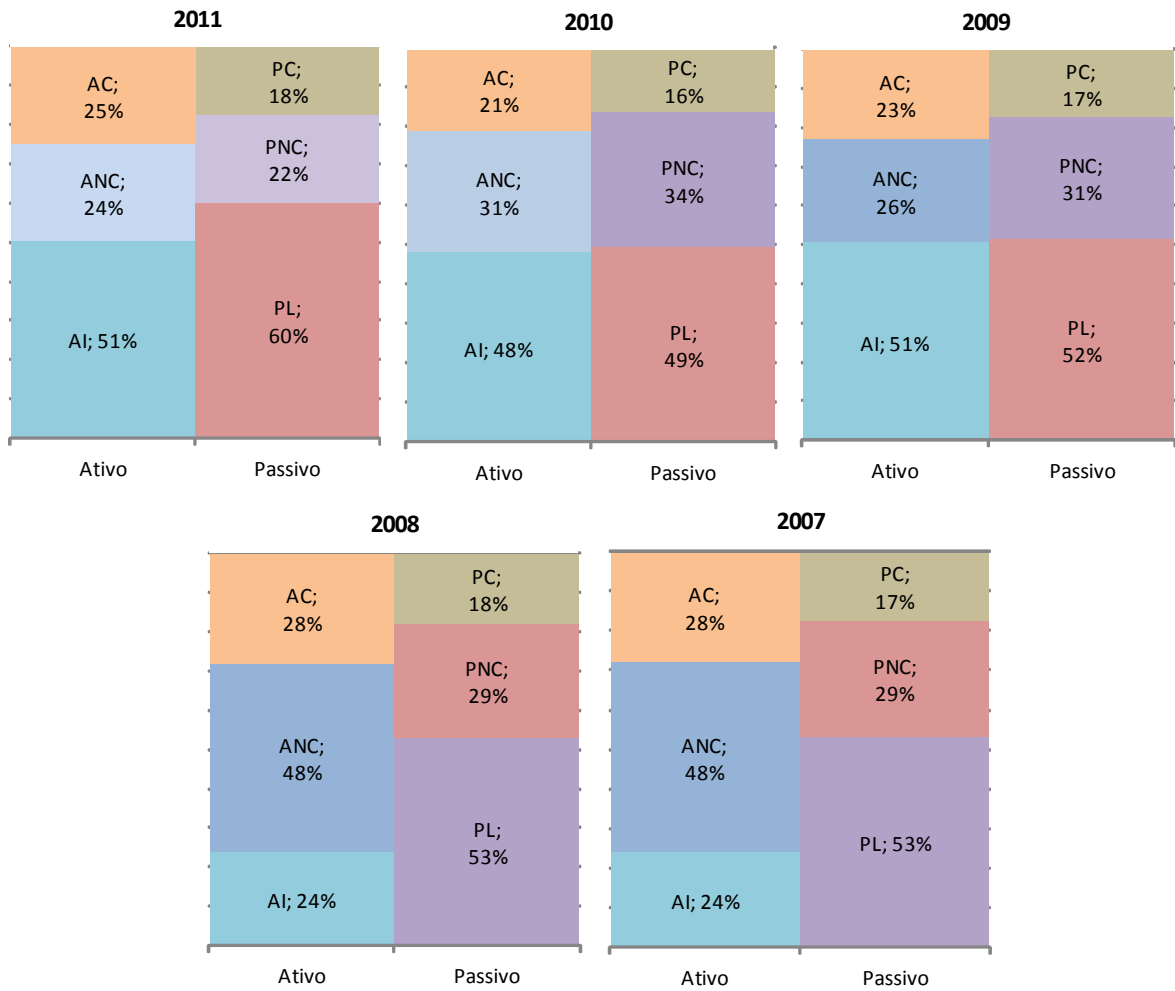 2011
AC;
25%
ANC;
24%
AI; 51%
PC;
18%
PNC;
22%
PL;
60%
Ativo
Passivo
2010
AC;
21%
ANC;
31%
AI; 48%
PC;
16%
PNC;
34%
PL;
49%
Ativo
Passivo
2009
AC;
23%
ANC;
26%
AI; 51%
PC;
17%
PNC;
31%
PL;
52%
Ativo
Passivo
2008
AC;
28%
ANC;
48%
AI; 24%
PC;
18%
PNC;
29%
PL;
53%
Ativo
Passivo
2007
AC;
28%
ANC;
48%
AI; 24%
PC;
17%
PNC;
29%
PL; 53%
Ativo
Passivo